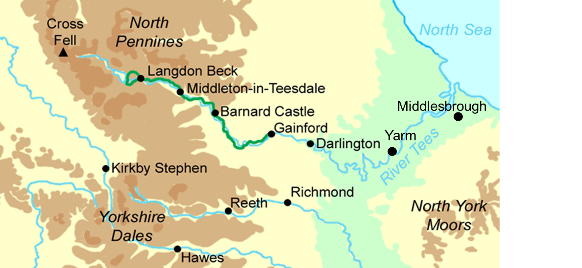 Cross
Fell
North
Pennines
North Sea
Langdon Beck
Middleton-in-Teesdale
Barnard Castle
Middlesbrough
Gainford
Darlington
Yarn
River Tees
Kirkby Stephen
Richmond
Reeth
Yorkshire
Dales
North York
Moors
Hawes